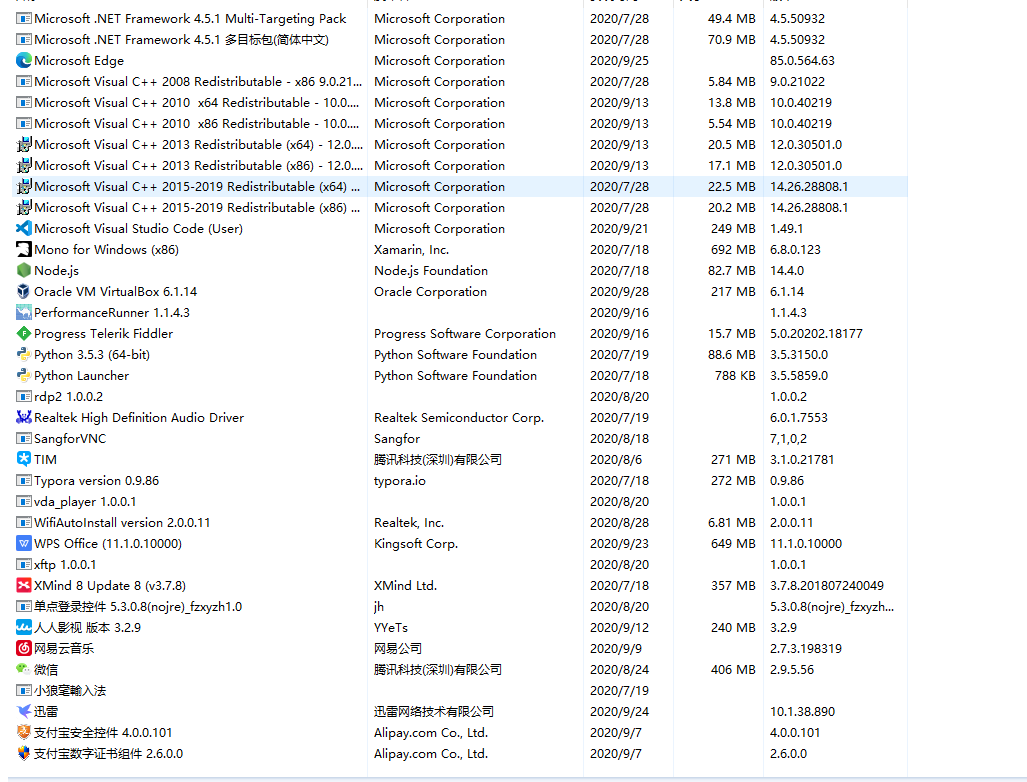 Microsoft .NET Framework 4.5.1 Multi-Targeting Pack Microsoft Corporation 2020/7/28 49.4 MB 4.5.50932
Microsoft .NET Framework 4.5.1 多目标包(简体中文) Microsoft Corporation 2020/7/28 70.9 MB 4.5.50932
Microsoft Edge Microsoft Corporation 2020/9/25 85.0.564.63
Microsoft Visual C++ 2008 Redistributable - x86 9.0.21... Microsoft Corporation 2020/7/28 5.84 MB 9.0.21022
Microsoft Visual C++ 2010 x64 Redistributable - 10.0.... Microsoft Corporation 2020/9/13 13.8 MB 10.0.40219
Microsoft Visual C++ 2010 x86 Redistributable - 10.0.... Microsoft Corporation 2020/9/13 5.54 MB 10.0.40219
Microsoft Visual C++ 2013 Redistributable (x64) - 12.0.... Microsoft Corporation 2020/9/13 20.5 MB 12.0.30501.0
Microsoft Visual C++ 2013 Redistributable (x86) - 12.0.... Microsoft Corporation 2020/9/13 17.1 MB 12.0.30501.0
Microsoft Visual C++ 2015-2019 Redistributable (x64) ... Microsoft Corporation 2020/7/28 22.5 MB 14.26.28808.1
Microsoft Visual C++ 2015-2019 Redistributable (x86) ... Microsoft Corporation 2020/7/28 20.2 MB 14.26.28808.1
Microsoft Visual Studio Code (User) Microsoft Corporation 2020/9/21 249 MB 1.49.1
Mono for Windows (x86) Xamarin, Inc. 2020/7/18 692 MB 6.8.0.123
Node.js Node.js Foundation 2020/7/18 82.7 MB 14.4.0
Oracle VM VirtualBox 6.1.14 Oracle Corporation 2020/9/28 217 MB 6.1.14
PerformanceRunner 1.1.4.3 2020/9/16 1.1.4.3
Progress Telerik Fiddler Progress Software Corporation 2020/9/16 15.7 MB 5.0.20202.18177
Python 3.5.3 (64-bit) Python Software Foundation 2020/7/19 88.6 MB 3.5.3150.0
Python Launcher Python Software Foundation 2020/7/18 788 KB 3.5.5859.0
rdp2 1.0.0.2 2020/8/20 1.0.0.2
Realtek High Definition Audio Driver Realtek Semiconductor Corp. 2020/7/19 6.0.1.7553
SangforVNC Sangfor 2020/8/18 7,1,0,2
TIM 腾讯科技(深圳)有限公司 2020/8/6 271 MB 3.1.0.21781
Typora version 0.9.86 typora.io 2020/7/18 272 MB 0.9.86
vda_player 1.0.0.1 2020/8/20 1.0.0.1
WifiAutoInstall version 2.0.0.11 Realtek, Inc. 2020/8/28 6.81 MB 2.0.0.11
WPS Office (11.1.0.10000) Kingsoft Corp. 2020/9/23 649 MB 11.1.0.10000
xftp 1.0.0.1 2020/8/20 1.0.0.1
XMind 8 Update 8 (v3.7.8) XMind Ltd. 2020/7/18 357 MB 3.7.8.201807240049
单点登录控件 5.3.0.8(nojre)_fzxyzh1.0 jh 2020/8/20 5.3.0.8(nojre)_fzxyzh...
人人影视 版本 3.2.9 YYeTs 2020/9/12 240 MB 3.2.9
网易云音乐 网易公司 2020/9/9 2.7.3.198319
微信 腾讯科技(深圳)有限公司 2020/8/24 406 MB 2.9.5.56
小狼毫輸入法 2020/7/19
迅雷 迅雷网络技术有限公司 2020/9/24 10.1.38.890
支付宝安全控件 4.0.0.101 Alipay.com Co., Ltd. 2020/9/7 4.0.0.101
支付宝数字证书组件 2.6.0.0 Alipay.com Co., Ltd. 2020/9/7 2.6.0.0